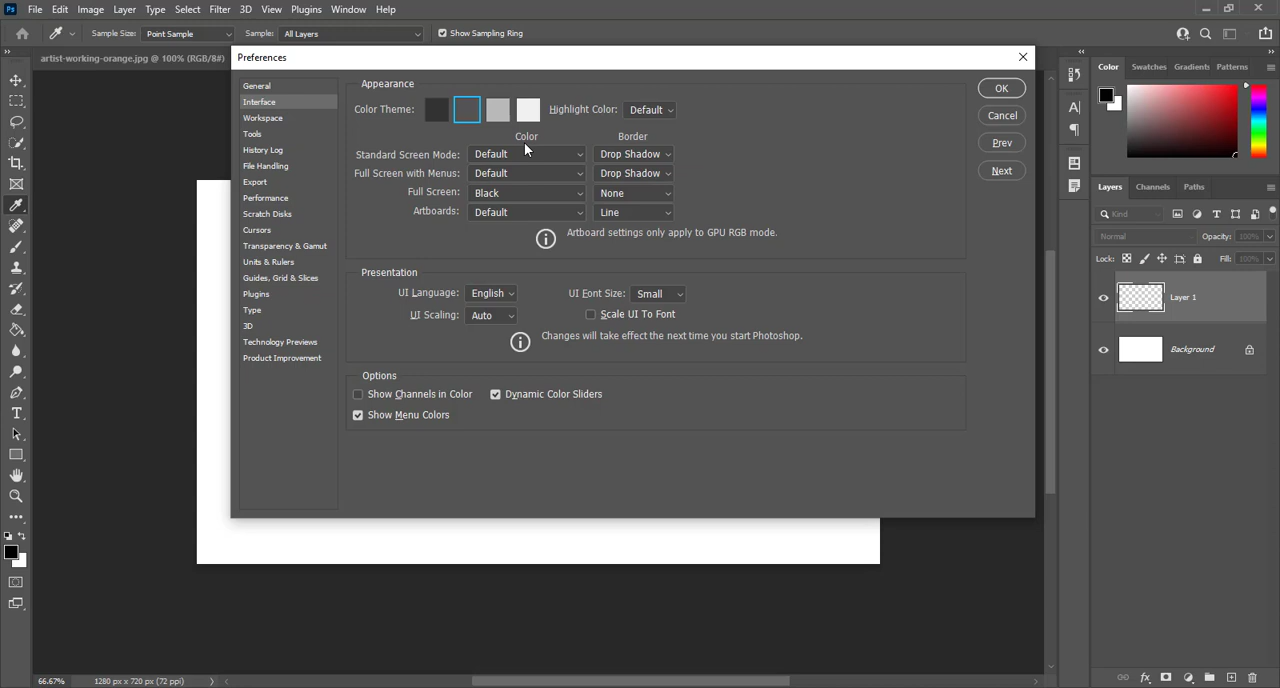 Ps File Edit Image Layer Type Select Filter 3D View Plugins Window Help
Sample Size: Point Sample Sample: All Layers Show Sampling Ring
artist-working-orange.jpg @ 100% (RGB/8#)
Preferences
General
Interface
Workspace
Tools
History Log
File Handling
Export
Performance
Scratch Disks
Cursors
Transparency & Gamut
Units & Rulers
Guides, Grid & Slices
Plugins
Type
3D
Technology Previews
Product Improvement
Appearance
Color Theme: Highlight Color: Default
Color Border
Standard Screen Mode: Default Drop Shadow
Full Screen with Menus: Default Drop Shadow
Full Screen: Black None
Artboards: Default Line
Artboard settings only apply to GPU RGB mode.
Presentation
UI Language: English UI Font Size: Small
UI Scaling: Auto Scale UI To Font
Changes will take effect the next time you start Photoshop.
Options
Show Channels in Color Dynamic Color Sliders
Show Menu Colors
OK
Cancel
Prev
Next
Color Swatches Gradients Patterns
Layers Channels Paths
Kind
Normal Opacity: 100%
Lock: Fill: 100%
Layer 1
Background
66.67% 1280 px x 720 px (72 ppi)